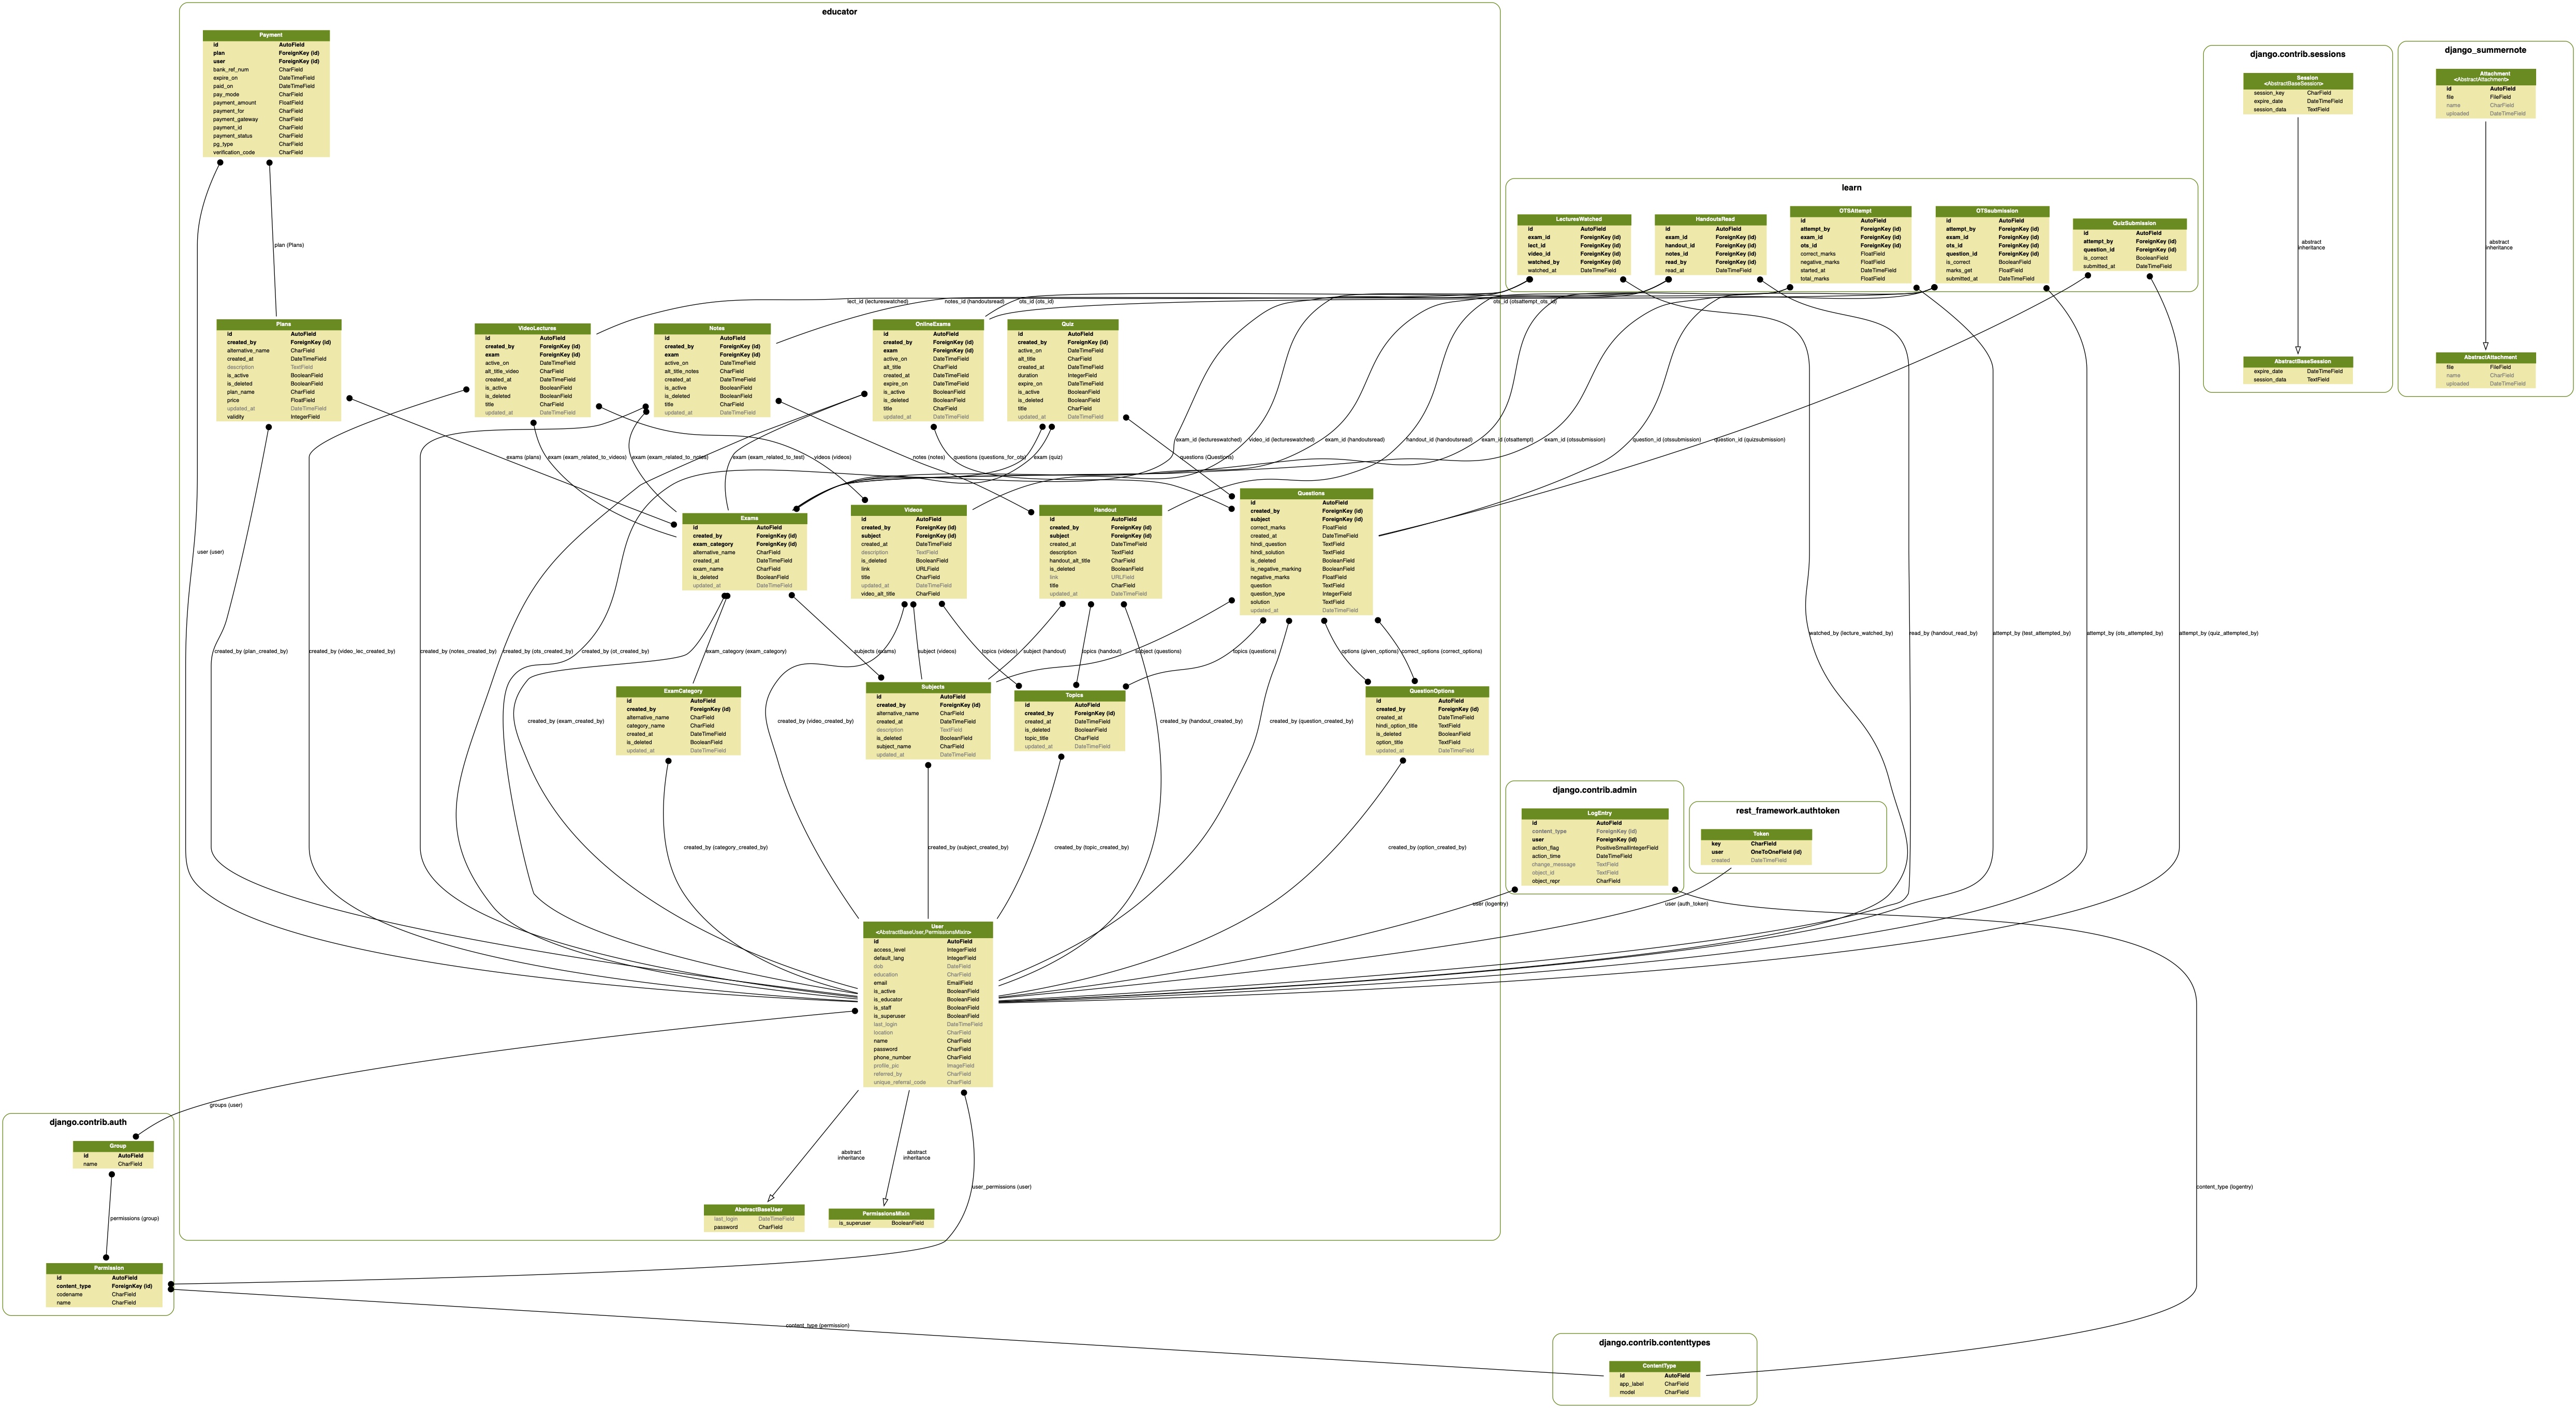 educator
Payment
id AutoField
plan ForeignKey (id)
user ForeignKey (id)
bank_ref_num CharField
expire_on DateTimeField
paid_on DateTimeField
pay_mode CharField
payment_amount FloatField
payment_for CharField
payment_gateway CharField
payment_id CharField
payment_status CharField
pg_type CharField
verification_code CharField
plan (Plans)
django.contrib.sessions
Session
<AbstractBaseSession>
session_key CharField
expire_date DateTimeField
session_data TextField
abstract
inheritance
AbstractBaseSession
expire_date DateTimeField
session_data TextField
django_summernote
Attachment
<AbstractAttachment>
id AutoField
file FileField
name CharField
uploaded DateTimeField
abstract
inheritance
AbstractAttachment
file FileField
name CharField
uploaded DateTimeField
learn
LecturesWatched
id AutoField
exam_id ForeignKey (id)
lect_id ForeignKey (id)
video_id ForeignKey (id)
watched_by ForeignKey (id)
watched_at DateTimeField
HandoutsRead
id AutoField
exam_id ForeignKey (id)
handout_id ForeignKey (id)
notes_id ForeignKey (id)
read_by ForeignKey (id)
read_at DateTimeField
OTSAttempt
id AutoField
attempt_by ForeignKey (id)
exam_id ForeignKey (id)
ots_id ForeignKey (id)
correct_marks FloatField
negative_marks FloatField
started_at DateTimeField
total_marks FloatField
OTSsubmission
id AutoField
attempt_by ForeignKey (id)
exam_id ForeignKey (id)
ots_id ForeignKey (id)
question_id ForeignKey (id)
is_correct BooleanField
marks_get FloatField
submitted_at DateTimeField
QuizSubmission
id AutoField
attempt_by ForeignKey (id)
question_id ForeignKey (id)
is_correct BooleanField
submitted_at DateTimeField
lect_id (lectureswatched)
notes_id (handoutsread)
ots_id (ots_id)
ots_id (otsattempt_ots_id)
Plans
id AutoField
created_by ForeignKey (id)
alternative_name CharField
created_at DateTimeField
description TextField
is_active BooleanField
is_deleted BooleanField
plan_name CharField
price FloatField
updated_at DateTimeField
validity IntegerField
VideoLectures
id AutoField
created_by ForeignKey (id)
exam ForeignKey (id)
active_on DateTimeField
alt_title_video CharField
created_at DateTimeField
is_active BooleanField
is_deleted BooleanField
title CharField
updated_at DateTimeField
Notes
id AutoField
created_by ForeignKey (id)
exam ForeignKey (id)
active_on DateTimeField
alt_title_notes CharField
created_at DateTimeField
is_active BooleanField
is_deleted BooleanField
title CharField
updated_at DateTimeField
OnlineExams
id AutoField
created_by ForeignKey (id)
exam ForeignKey (id)
active_on DateTimeField
alt_title CharField
created_at DateTimeField
expire_on DateTimeField
is_active BooleanField
is_deleted BooleanField
title CharField
updated_at DateTimeField
Quiz
id AutoField
created_by ForeignKey (id)
active_on DateTimeField
alt_title CharField
created_at DateTimeField
duration IntegerField
expire_on DateTimeField
is_active BooleanField
is_deleted BooleanField
title CharField
updated_at DateTimeField
exam_id (lectureswatched)
video_id (lectureswatched)
exam_id (handoutsread)
handout_id (handoutsread)
exam_id (otsattempt)
exam_id (otssubmission)
question_id (otssubmission)
question_id (quizsubmission)
exams (plans)
exam (exam_related_to_videos)
exam (exam_related_to_notes)
exam (exam_related_to_test)
videos (videos)
notes (notes)
questions (questions_for_ots)
exam (quiz)
questions (Questions)
user (user)
Exams
id AutoField
created_by ForeignKey (id)
exam_category ForeignKey (id)
alternative_name CharField
created_at DateTimeField
exam_name CharField
is_deleted BooleanField
updated_at DateTimeField
Videos
id AutoField
created_by ForeignKey (id)
subject ForeignKey (id)
created_at DateTimeField
description TextField
is_deleted BooleanField
link URLField
title CharField
updated_at DateTimeField
video_alt_title CharField
Handout
id AutoField
created_by ForeignKey (id)
subject ForeignKey (id)
created_at DateTimeField
description TextField
handout_alt_title CharField
is_deleted BooleanField
link URLField
title CharField
updated_at DateTimeField
Questions
id AutoField
created_by ForeignKey (id)
subject ForeignKey (id)
correct_marks FloatField
created_at DateTimeField
hindi_question TextField
hindi_solution TextField
is_deleted BooleanField
is_negative_marking BooleanField
negative_marks FloatField
question TextField
question_type IntegerField
solution TextField
updated_at DateTimeField
watched_by (lecture_watched_by)
read_by (handout_read_by)
attempt_by (test_attempted_by)
attempt_by (ots_attempted_by)
attempt_by (quiz_attempted_by)
created_by (plan_created_by)
created_by (video_lec_created_by)
created_by (notes_created_by)
created_by (ots_created_by)
created_by (ot_created_by)
exam_category (exam_category)
subjects (exams)
subject (videos)
topics (videos)
subject (handout)
topics (handout)
subject (questions)
topics (questions)
options (given_options)
correct_options (correct_options)
ExamCategory
id AutoField
created_by ForeignKey (id)
alternative_name CharField
category_name CharField
created_at DateTimeField
is_deleted BooleanField
updated_at DateTimeField
Subjects
id AutoField
created_by ForeignKey (id)
alternative_name CharField
created_at DateTimeField
description TextField
is_deleted BooleanField
subject_name CharField
updated_at DateTimeField
Topics
id AutoField
created_by ForeignKey (id)
created_at DateTimeField
is_deleted BooleanField
topic_title CharField
updated_at DateTimeField
QuestionOptions
id AutoField
created_by ForeignKey (id)
created_at DateTimeField
hindi_option_title TextField
is_deleted BooleanField
option_title TextField
updated_at DateTimeField
created_by (exam_created_by)
created_by (video_created_by)
created_by (handout_created_by)
created_by (question_created_by)
created_by (category_created_by)
created_by (subject_created_by)
created_by (topic_created_by)
created_by (option_created_by)
django.contrib.admin
LogEntry
id AutoField
content_type ForeignKey (id)
user ForeignKey (id)
action_flag PositiveSmallIntegerField
action_time DateTimeField
change_message TextField
object_id TextField
object_repr CharField
rest_framework.authtoken
Token
key CharField
user OneToOneField (id)
created DateTimeField
user (logentry)
user (auth_token)
User
<AbstractBaseUser,PermissionsMixin>
id AutoField
access_level IntegerField
default_lang IntegerField
dob DateField
education CharField
email EmailField
is_active BooleanField
is_educator BooleanField
is_staff BooleanField
is_superuser BooleanField
last_login DateTimeField
location CharField
name CharField
password CharField
phone_number CharField
profile_pic ImageField
referred_by CharField
unique_referral_code CharField
groups (user)
django.contrib.auth
Group
id AutoField
name CharField
permissions (group)
Permission
id AutoField
content_type ForeignKey (id)
codename CharField
name CharField
abstract
inheritance
abstract
inheritance
user_permissions (user)
content_type (logentry)
AbstractBaseUser
last_login DateTimeField
password CharField
PermissionsMixin
is_superuser BooleanField
content_type (permission)
django.contrib.contenttypes
ContentType
id AutoField
app_label CharField
model CharField